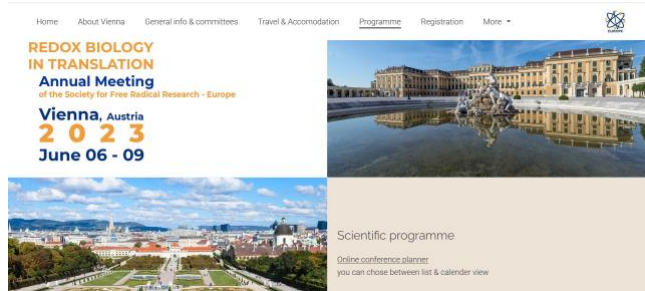 Home About Vienna General info & committees Travel & Accomodation Programme Registration More
REDOX BIOLOGY
IN TRANSLATION
Annual Meeting
of the Society for Free Radical Research - Europe
Vienna, Austria
2 0 2 3
June 06 - 09
Scientific programme
Online conference planner
you can chose between list & calender view